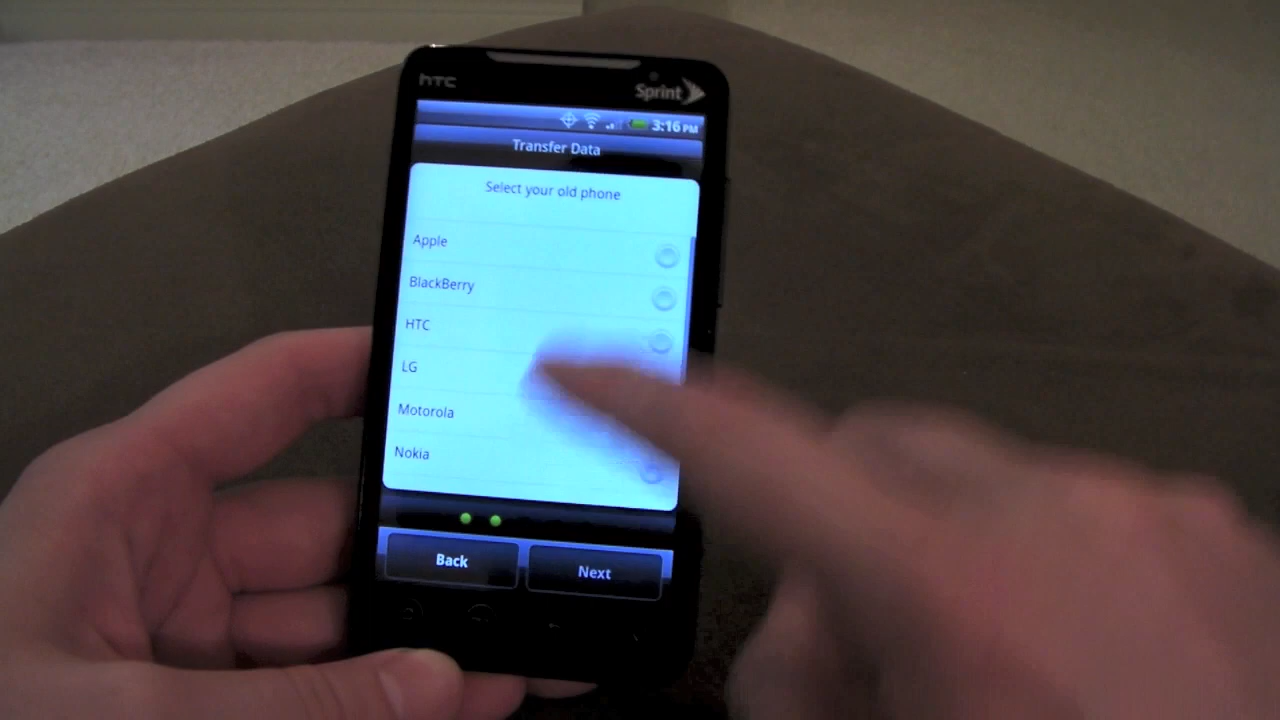 hTC
Sprint
3:16 PM
Transfer Data
Select your old phone
Apple
BlackBerry
HTC
LG
Motorola
Nokia
Back
Next